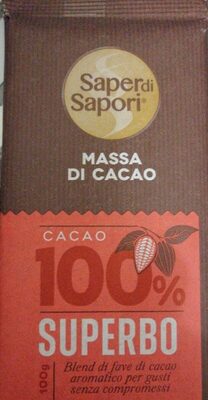 Saper di
Sapori®
MASSA
DI CACAO
CACAO
100%
SUPERBO
100g
Blend di fave di cacao
aromatico per gusti
senza compromessi